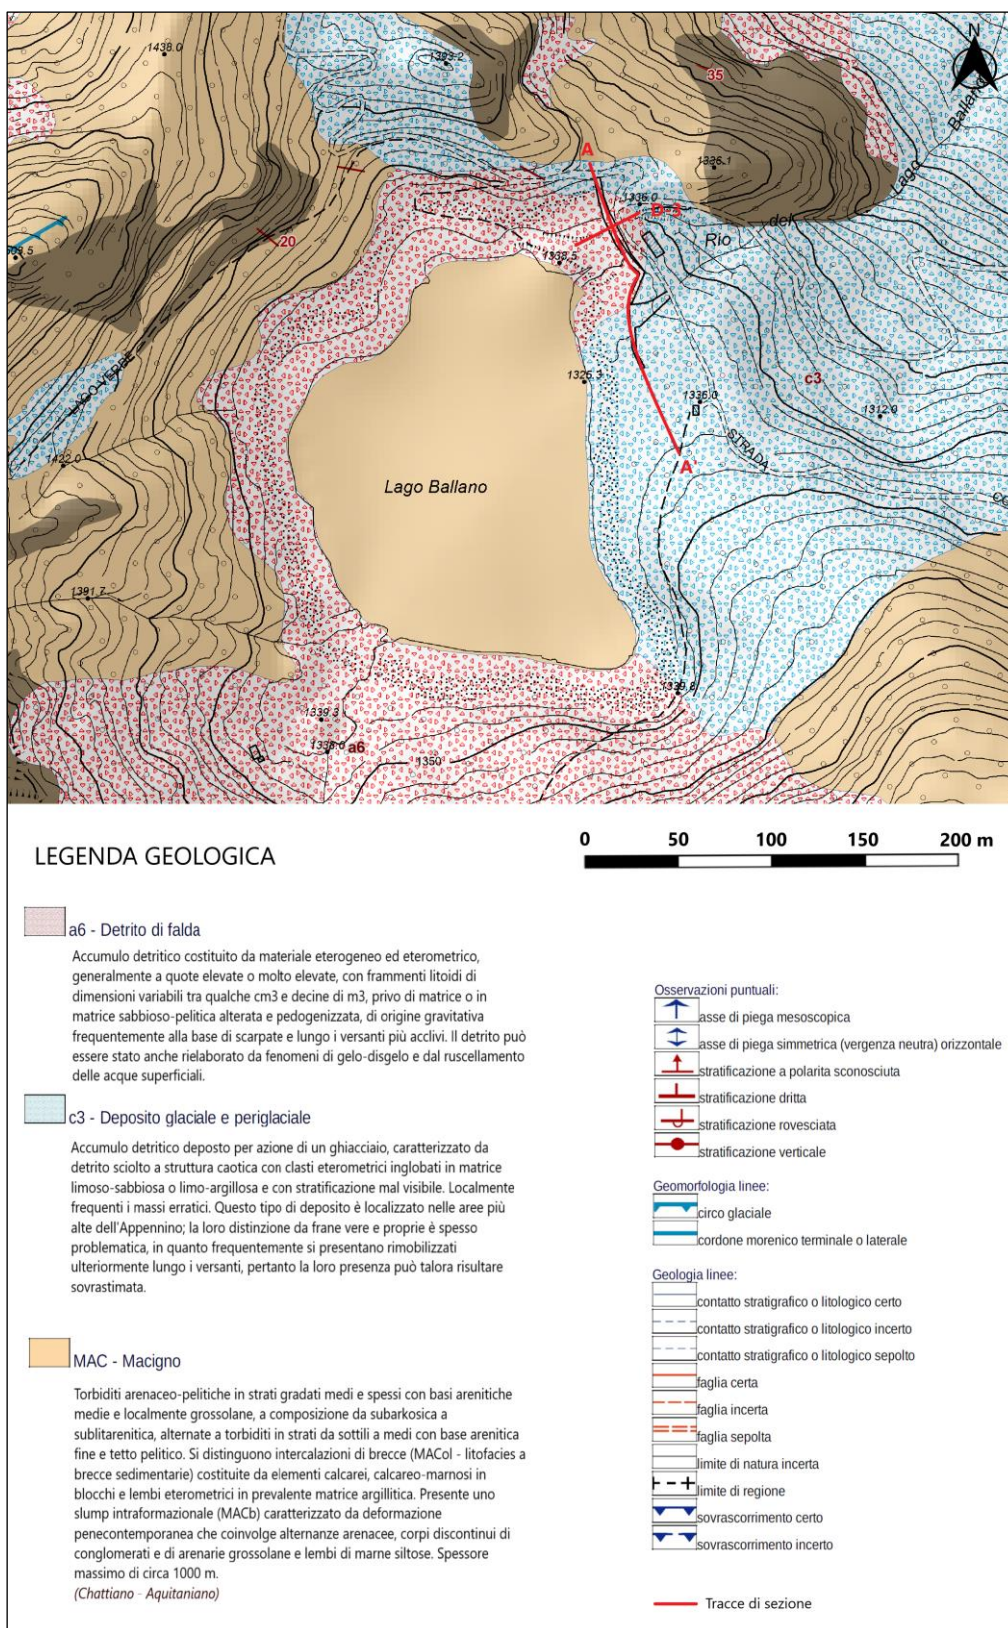 N
1438.0
1393.2
35
Lago Ballano
A
1335.1
1336.0
D-3
del
Rio
20
1338.5
LAGO VERDE
1325.3
c3
1336.0
1312.0
STRADA
1422.0
A'
Lago Ballano
CO
1391.7
1339.8
1339.3
1338.0
a6
1350
0 50 100 150 200 m
LEGENDA GEOLOGICA
a6 - Detrito di falda
Accumulo detritico costituito da materiale eterogeneo ed eterometrico,
generalmente a quote elevate o molto elevate, con frammenti litoidi di
dimensioni variabili tra qualche cm3 e decine di m3, privo di matrice o in
matrice sabbioso-pelitica alterata e pedogenizzata, di origine gravitativa
frequentemente alla base di scarpate e lungo i versanti più acclivi. Il detrito può
essere stato anche rielaborato da fenomeni di gelo-disgelo e dal ruscellamento
delle acque superficiali.
c3 - Deposito glaciale e periglaciale
Accumulo detritico deposto per azione di un ghiacciaio, caratterizzato da
detrito sciolto a struttura caotica con clasti eterometrici inglobati in matrice
limoso-sabbiosa o limo-argillosa e con stratificazione mal visibile. Localmente
frequenti i massi erratici. Questo tipo di deposito è localizzato nelle aree più
alte dell'Appennino; la loro distinzione da frane vere e proprie è spesso
problematica, in quanto frequentemente si presentano rimobilizzati
ulteriormente lungo i versanti, pertanto la loro presenza può talora risultare
sovrastimata.
MAC - Macigno
Torbiditi arenaceo-pelitiche in strati gradati medi e spessi con basi arenitiche
medie e localmente grossolane, a composizione da subarkosica a
sublitarenitica, alternate a torbiditi in strati da sottili a medi con base arenitica
fine e tetto pelitico. Si distinguono intercalazioni di brecce (MACol - litofacies a
brecce sedimentarie) costituite da elementi calcarei, calcareo-marnosi in
blocchi e lembi eterometrici in prevalente matrice argillitica. Presente uno
slump intraformazionale (MACb) caratterizzato da deformazione
penecontemporanea che coinvolge alternanze arenacee, corpi discontinui di
conglomerati e di arenarie grossolane e lembi di marne siltose. Spessore
massimo di circa 1000 m.
(Chattiano - Aquitaniano)
Osservazioni puntuali:
asse di piega mesoscopica
asse di piega simmetrica (vergenza neutra) orizzontale
stratificazione a polarita sconosciuta
stratificazione dritta
stratificazione rovesciata
stratificazione verticale
Geomorfologia linee:
circo glaciale
cordone morenico terminale o laterale
Geologia linee:
contatto stratigrafico o litologico certo
contatto stratigrafico o litologico incerto
contatto stratigrafico o litologico sepolto
faglia certa
faglia incerta
faglia sepolta
limite di natura incerta
limite di regione
sovrascorrimento certo
sovrascorrimento incerto
Tracce di sezione